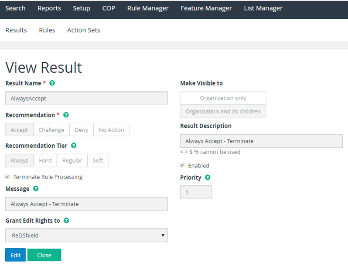 Search Reports Setup COP Rule Manager Feature Manager List Manager
Results Rules Action Sets
View Result
Result Name * ?
AlwaysAccept
Recommendation * ?
Accept Challenge Deny No Action
Recommendation Tier ?
Always Hard Regular Soft
Terminate Rule Processing
Message ?
Always Accept - Terminate
Grant Edit Rights to ?
ReDShield
Edit Close
Make Visible to
Organization only
Organization and its children
Result Description
Always Accept - Terminate
< > $ % cannot be used
Enabled
Priority ?
1